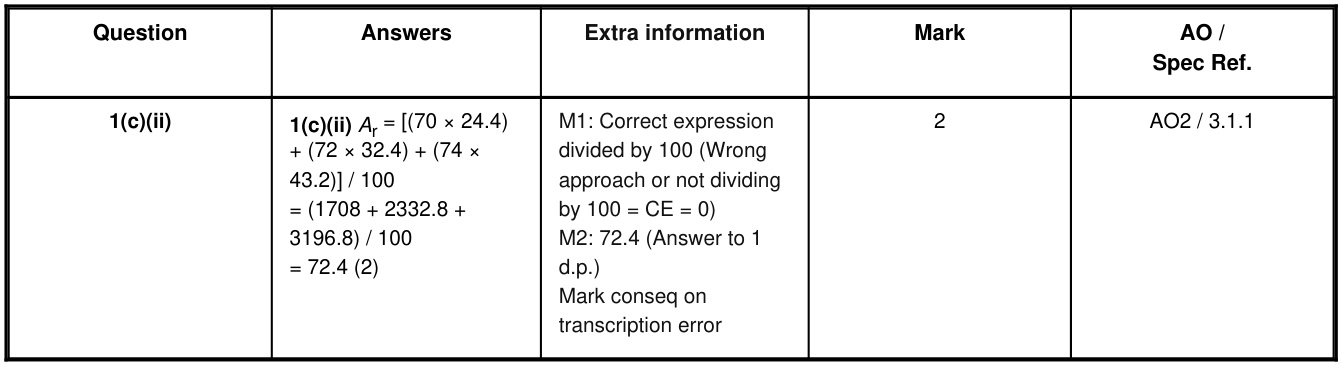 Question Answers Extra information Mark AO /
Spec Ref.
1(c)(ii)
1(c)(ii) Ar = [(70 × 24.4)
+ (72 × 32.4) + (74 ×
43.2)] / 100
= (1708 + 2332.8 +
3196.8) / 100
= 72.4 (2)
M1: Correct expression
divided by 100 (Wrong
approach or not dividing
by 100 = CE = 0)
M2: 72.4 (Answer to 1
d.p.)
Mark conseq on
transcription error
2
AO2 / 3.1.1